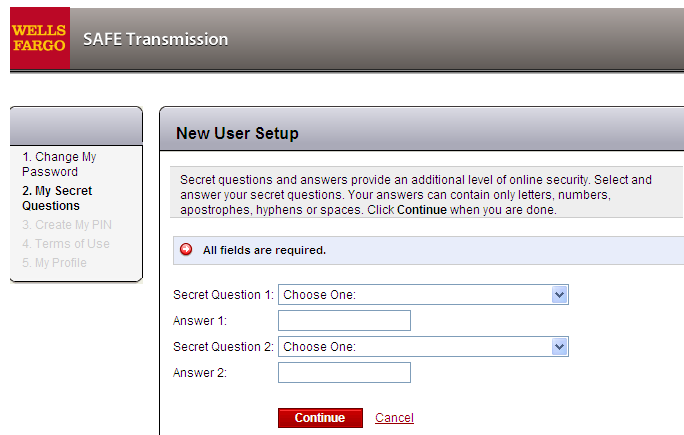 WELLS
FARGO
SAFE Transmission
1. Change My
Password
2. My Secret
Questions
3. Create My PIN
4. Terms of Use
5. My Profile
New User Setup
Secret questions and answers provide an additional level of online security. Select and
answer your secret questions. Your answers can contain only letters, numbers,
apostrophes, hyphens or spaces. Click Continue when you are done.
All fields are required.
Secret Question 1: Choose One:
Answer 1:
Secret Question 2: Choose One:
Answer 2:
Continue Cancel